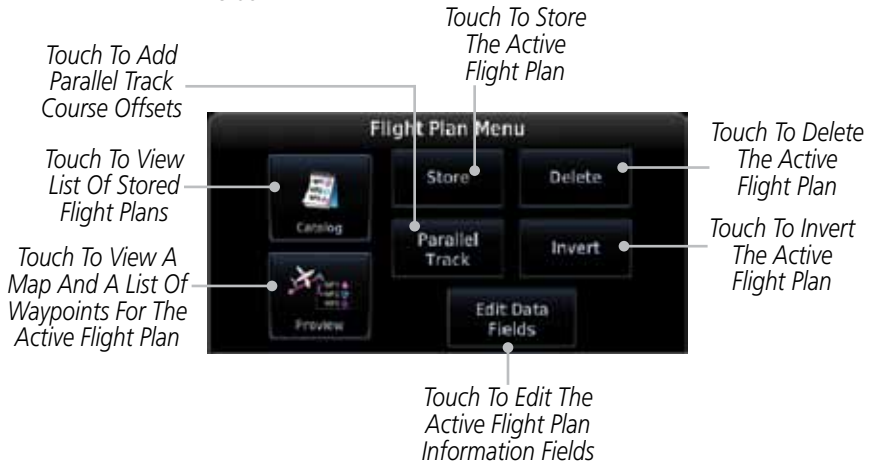 Touch To Store
The Active
Flight Plan
Touch To Add
Parallel Track
Course Offsets
Touch To View
List Of Stored
Flight Plans
Touch To View A
Map And A List Of
Waypoints For The
Active Flight Plan
Flight Plan Menu
Catalog
Store
Delete
Parallel
Track
Invert
Preview
Edit Data
Fields
Touch To Delete
The Active
Flight Plan
Touch To Invert
The Active
Flight Plan
Touch To Edit The
Active Flight Plan
Information Fields